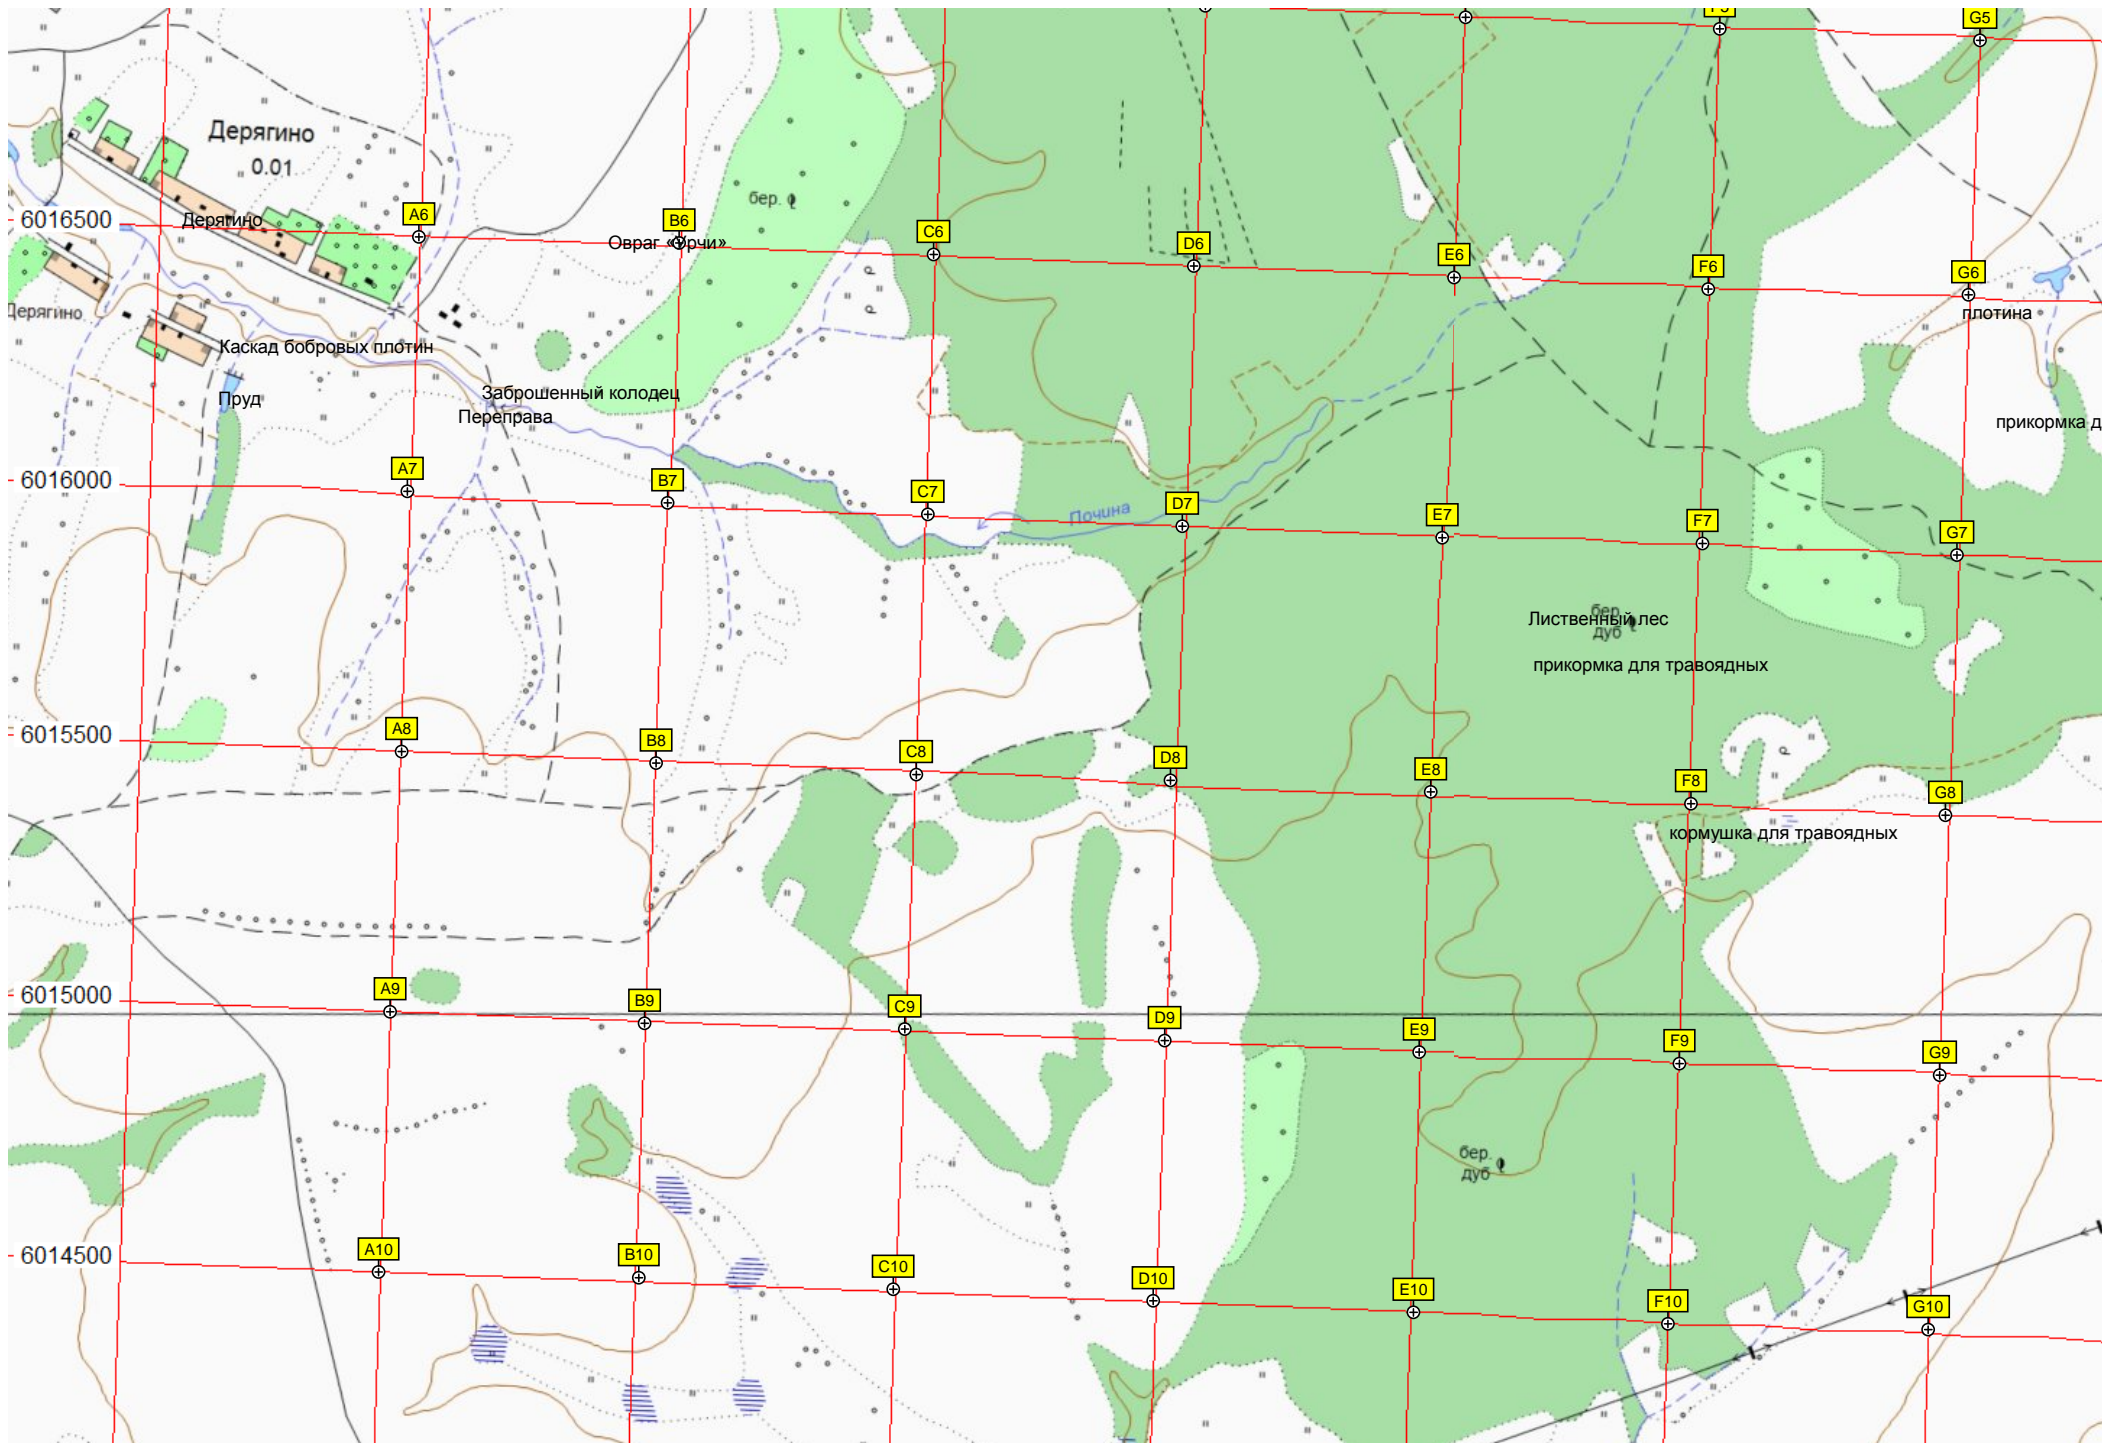 G5
Дерягино
0.01
бер.
6016500
Дерягино
A6
B6
Овраг «Урчи»
C6
D6
E6
F6
G6
Дерягино
плотина
Каскад бобровых плотин
Пруд
Заброшенный колодец
Переправа
прикормка д
6016000
A7
B7
C7
Почина
D7
E7
F7
G7
бер.
Лиственный лес
дуб
прикормка для травоядных
6015500
A8
B8
C8
D8
E8
F8
G8
кормушка для травоядных
6015000
A9
B9
C9
D9
E9
F9
G9
бер.
дуб
6014500
A10
B10
C10
D10
E10
F10
G10